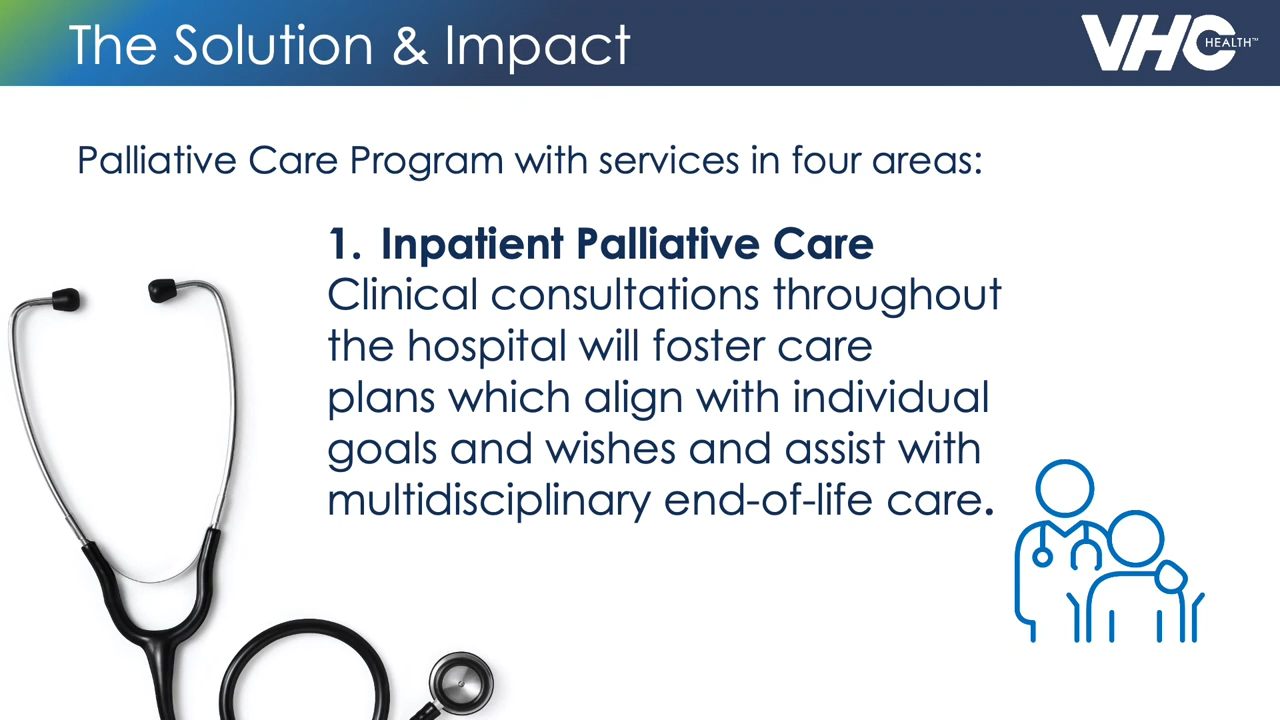 The Solution & Impact
VHC HEALTH™
Palliative Care Program with services in four areas:
1. Inpatient Palliative Care
Clinical consultations throughout
the hospital will foster care
plans which align with individual
goals and wishes and assist with
multidisciplinary end-of-life care.